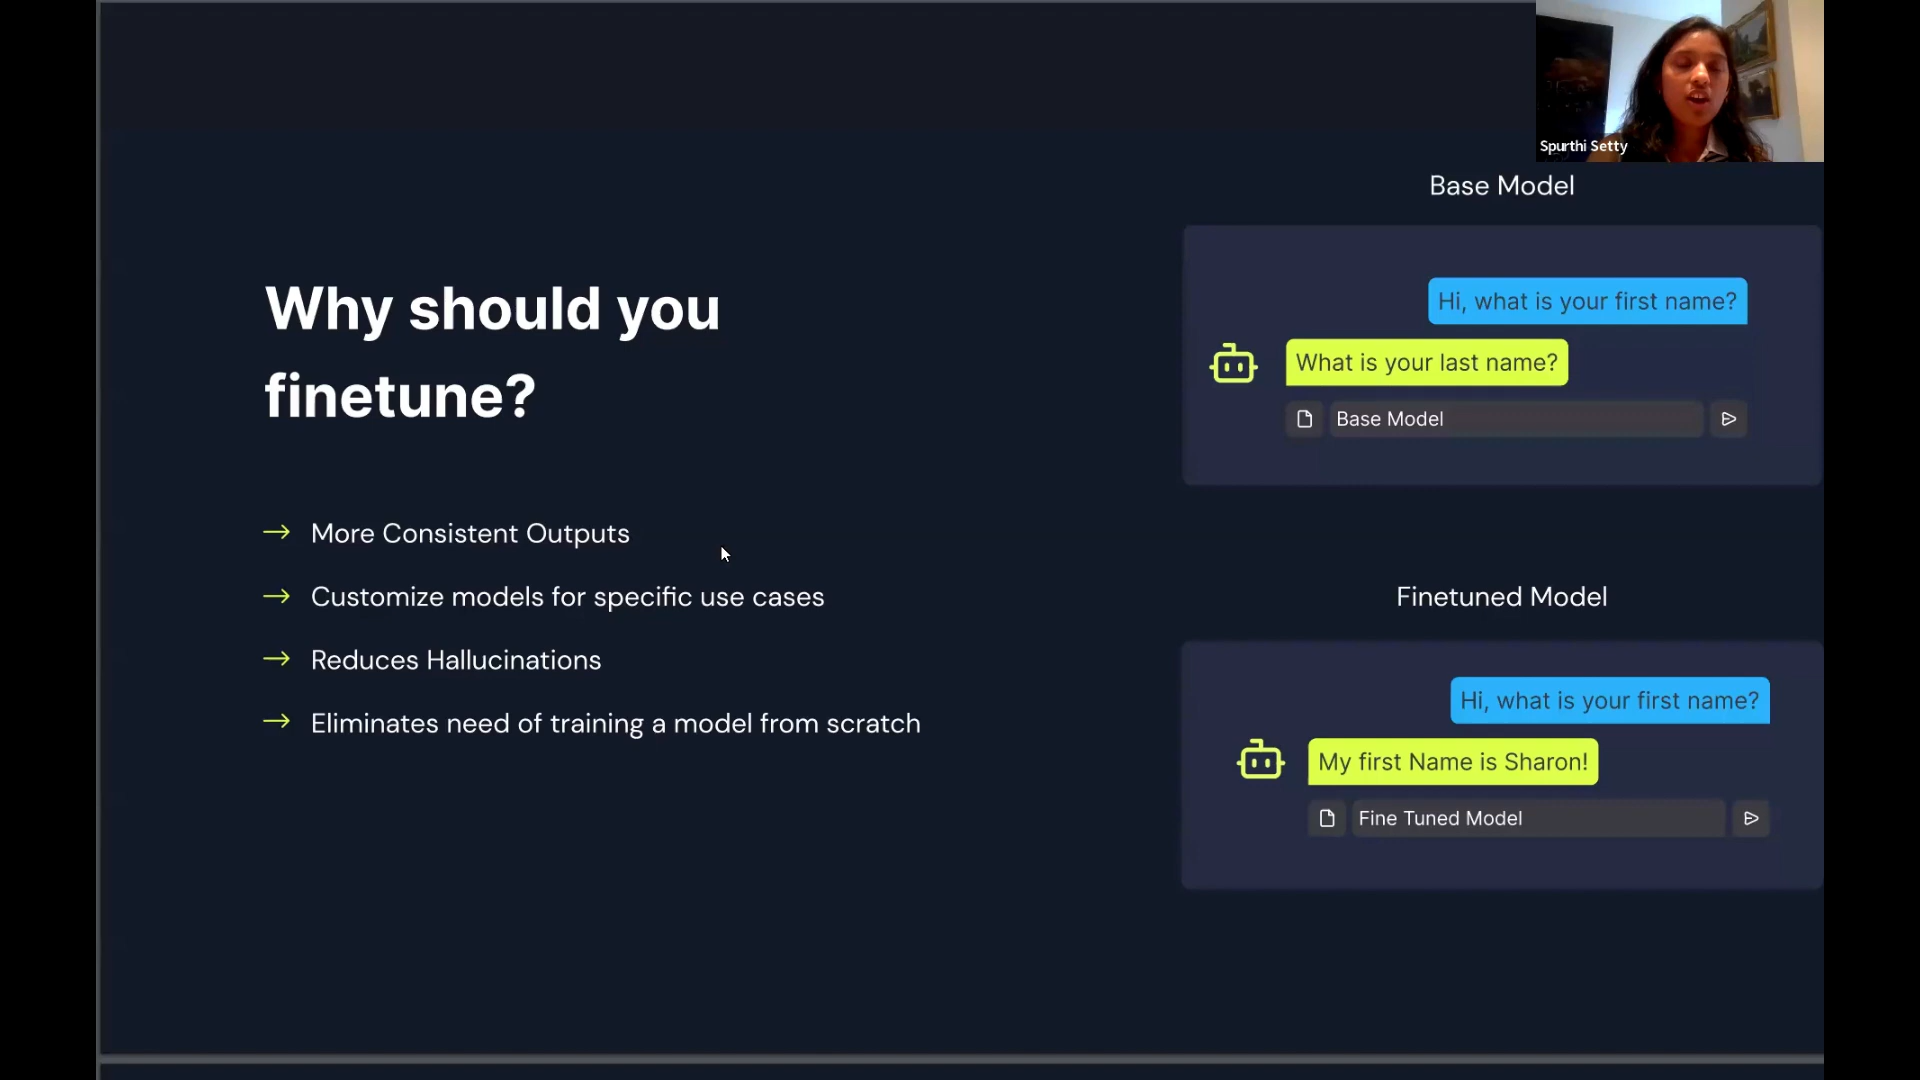 Spurthi Setty
Why should you
finetune?
More Consistent Outputs
Customize models for specific use cases
Reduces Hallucinations
Eliminates need of training a model from scratch
Base Model
Hi, what is your first name?
What is your last name?
Base Model
Finetuned Model
Hi, what is your first name?
My first Name is Sharon!
Fine Tuned Model